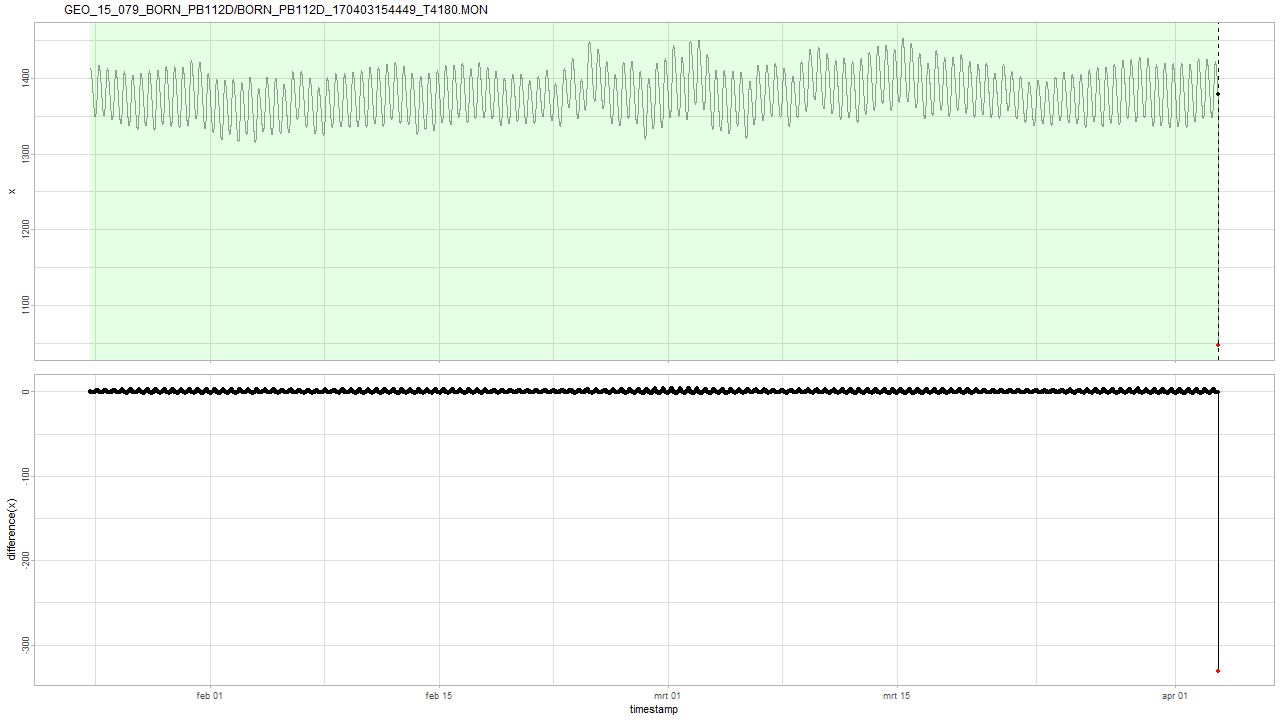 GEO_15_079_BORN_PB112D/BORN_PB112D_170403154449_T4180.MON
1400
1300
1200
1100
x
0
-100
-200
-300
difference(x)
feb 01 feb 15 mrt 01 mrt 15 apr 01
timestamp